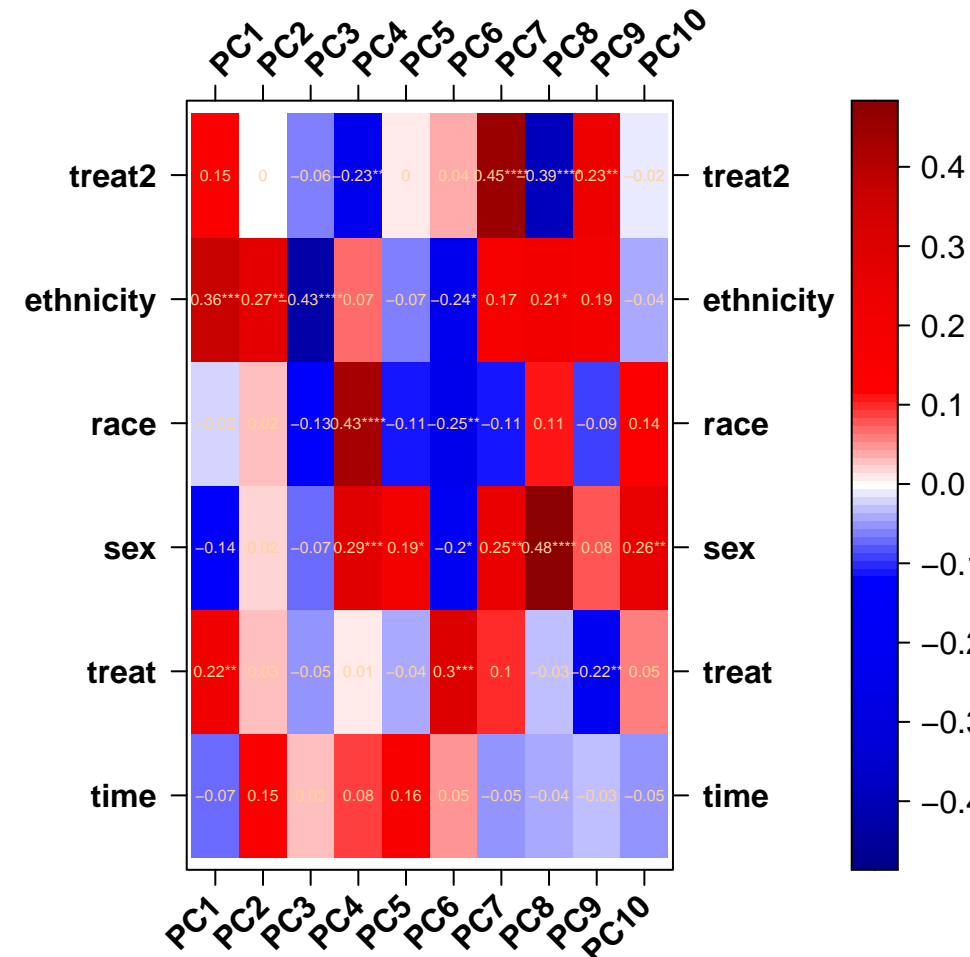 PC1 PC2 PC3 PC4 PC5 PC6 PC7 PC8 PC9 PC10
treat2 0.15 0 −0.06 −0.23** 0 0.04 0.45**** −0.39**** 0.23** −0.02 treat2
ethnicity 0.36*** 0.27** −0.43**** 0.07 −0.07 −0.24* 0.17 0.21* 0.19 −0.04 ethnicity
race 0.02 −0.13 0.43**** −0.11 −0.25** −0.11 0.11 −0.09 0.14 race
sex −0.14 0.02 −0.07 0.29*** 0.19* −0.2* 0.25** 0.48**** 0.08 0.26** sex
treat 0.22** 0.03 −0.05 0.01 −0.04 0.3*** 0.1 −0.03 −0.22** 0.05 treat
time −0.07 0.15 0.03 0.08 0.16 0.05 −0.05 −0.04 −0.03 −0.05 time
PC1 PC2 PC3 PC4 PC5 PC6 PC7 PC8 PC9 PC10
0.4
0.3
0.2
0.1
0.0